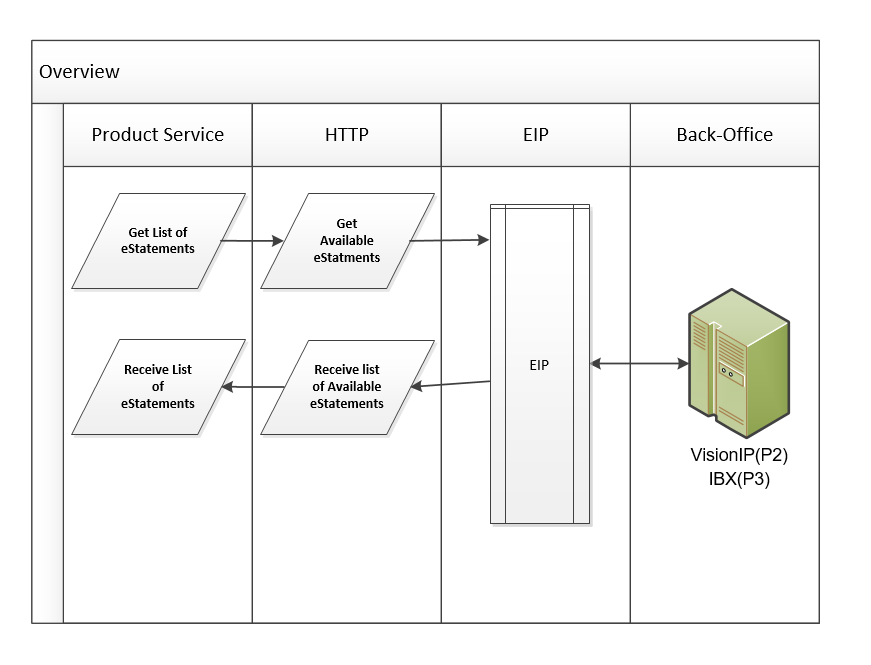 Overview
Product Service
HTTP
EIP
Back-Office
Get List of
eStatements
Get
Available
eStatments
Receive List
of
eStatements
Receive list
of Available
eStatements
EIP
VisionIP(P2)
IBX(P3)